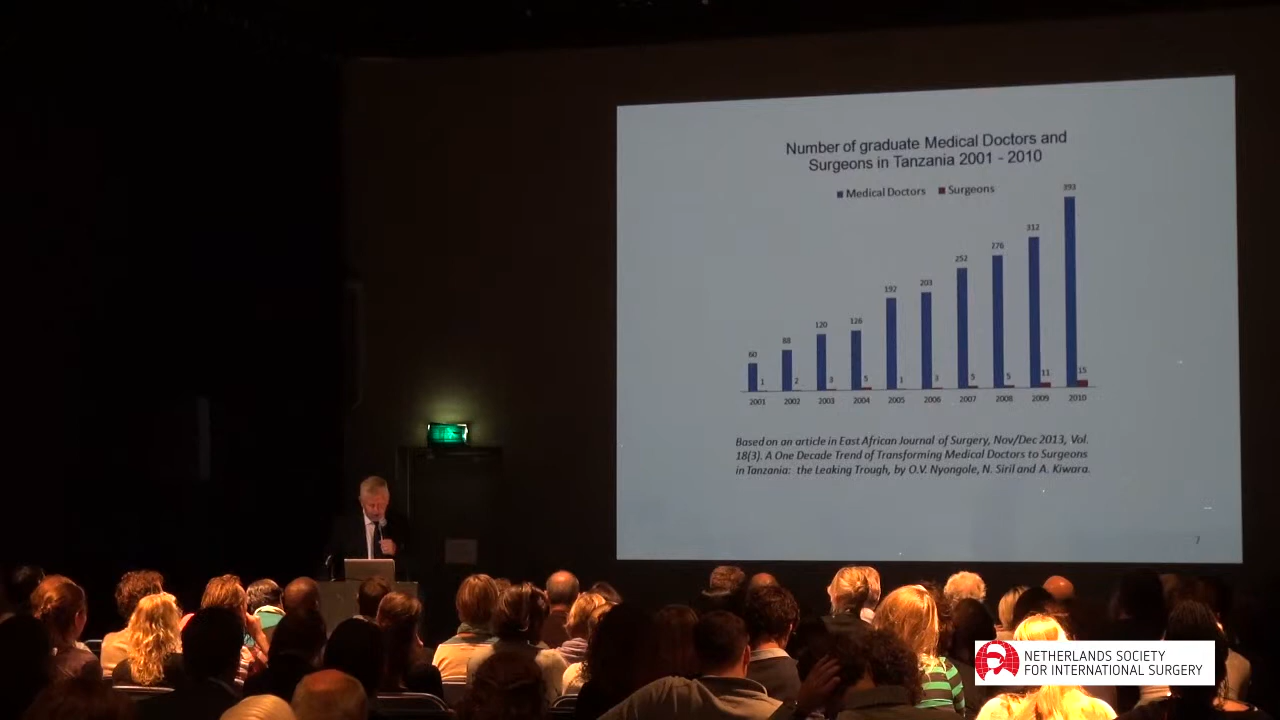 Number of graduate Medical Doctors and
Surgeons in Tanzania 2001 - 2010
Medical Doctors Surgeons
393
312
276
252
203
192
126
120
88
60
1 2 3 5 1 3 5 5 11 15
2001 2002 2003 2004 2005 2006 2007 2008 2009 2010
Based on an article in East African Journal of Surgery, Nov/Dec 2013, Vol.
18(3). A One Decade Trend of Transforming Medical Doctors to Surgeons
in Tanzania: the Leaking Trough, by O.V. Nyongole, N. Siril and A. Kiwara.
7
NETHERLANDS SOCIETY
FOR INTERNATIONAL SURGERY